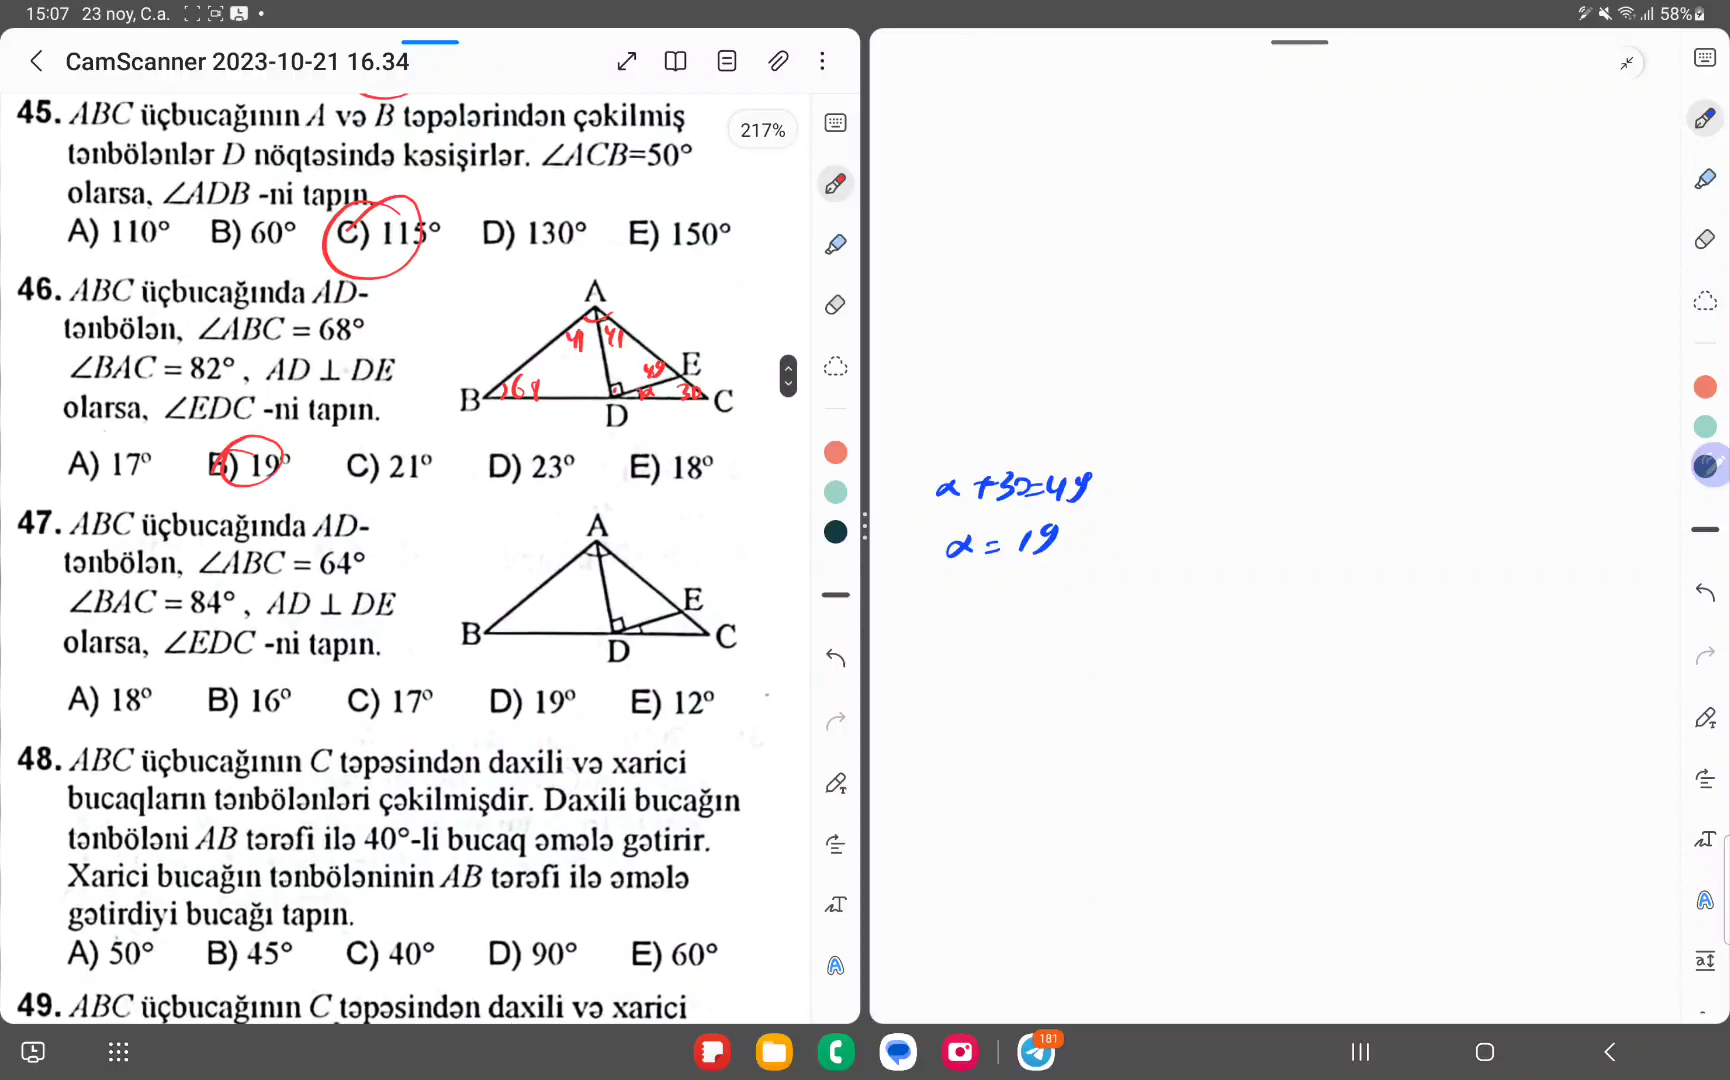 15:07 23 noy, C.a.
58%
CamScanner 2023-10-21 16.34
217%
45. ABC üçbucağının A və B təpələrindən çəkilmiş
tənbölənlər D nöqtəsində kəsişirlər. ∠ACB=50°
olarsa, ∠ADB -ni tapın.
A) 110° B) 60° C) 115° D) 130° E) 150°
46. ABC üçbucağında AD-
tənbölən, ∠ABC = 68°
∠BAC = 82°, AD ⊥ DE
olarsa, ∠EDC -ni tapın.
A
41 41
49 E
B 68 α 30 C
D
A) 17° B) 19° C) 21° D) 23° E) 18°
α + 30 = 49
α = 19
47. ABC üçbucağında AD-
tənbölən, ∠ABC = 64°
∠BAC = 84°, AD ⊥ DE
olarsa, ∠EDC -ni tapın.
A
E
B C
D
A) 18° B) 16° C) 17° D) 19° E) 12°
48. ABC üçbucağının C təpəsindən daxili və xarici
bucaqların tənbölənləri çəkilmişdir. Daxili bucağın
tənböləni AB tərəfi ilə 40°-li bucaq əmələ gətirir.
Xarici bucağın tənböləninin AB tərəfi ilə əmələ
gətirdiyi bucağı tapın.
A) 50° B) 45° C) 40° D) 90° E) 60°
49. ABC üçbucağının C təpəsindən daxili və xarici
181